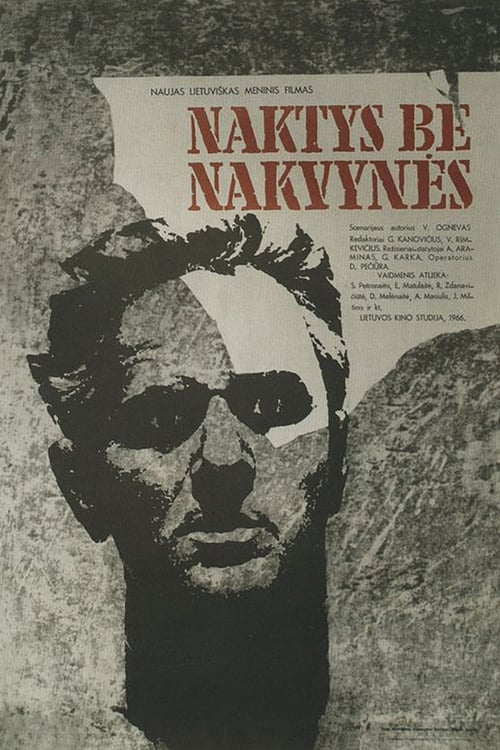 NAUJAS LIETUVIŠKAS MENINIS FILMAS
NAKTYS BE
NAKVYNĖS
Scenarijaus autorius V. OGNEVAS
Redaktoriai G. KANOVIČIUS, V. RIM-
KEVIČIUS. Režisieriai-statytojai A. ARA-
MINAS, G. KARKA, Operatorius
D. PEČIŪRA.
VAIDMENIS ATLIEKA:
S. Petronaitis, E. Matulaitė, R. Zdanavi-
čiūtė, D. Melėnaitė, A. Masiulis, J. Mil-
tinis ir kt.
LIETUVOS KINO STUDIJA, 1966.